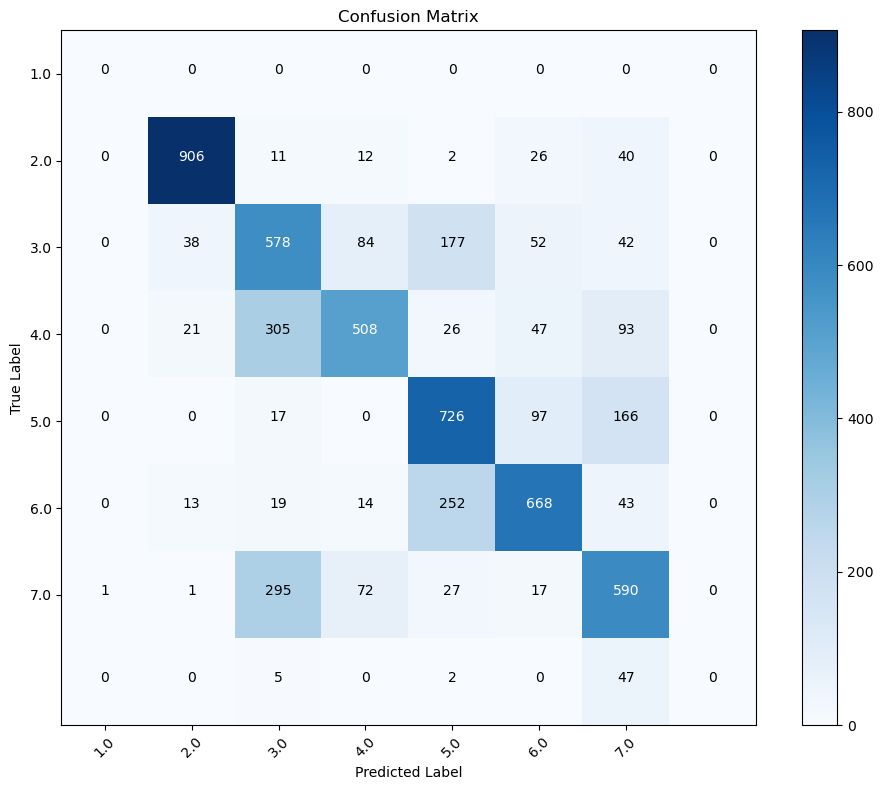 Confusion Matrix
1.0 0 0 0 0 0 0 0 0
2.0 0 906 11 12 2 26 40 0
3.0 0 38 578 84 177 52 42 0
4.0 0 21 305 508 26 47 93 0
5.0 0 0 17 0 726 97 166 0
6.0 0 13 19 14 252 668 43 0
7.0 1 1 295 72 27 17 590 0
0 0 5 0 2 0 47 0
1.0 2.0 3.0 4.0 5.0 6.0 7.0
Predicted Label
True Label
800
600
400
200
0